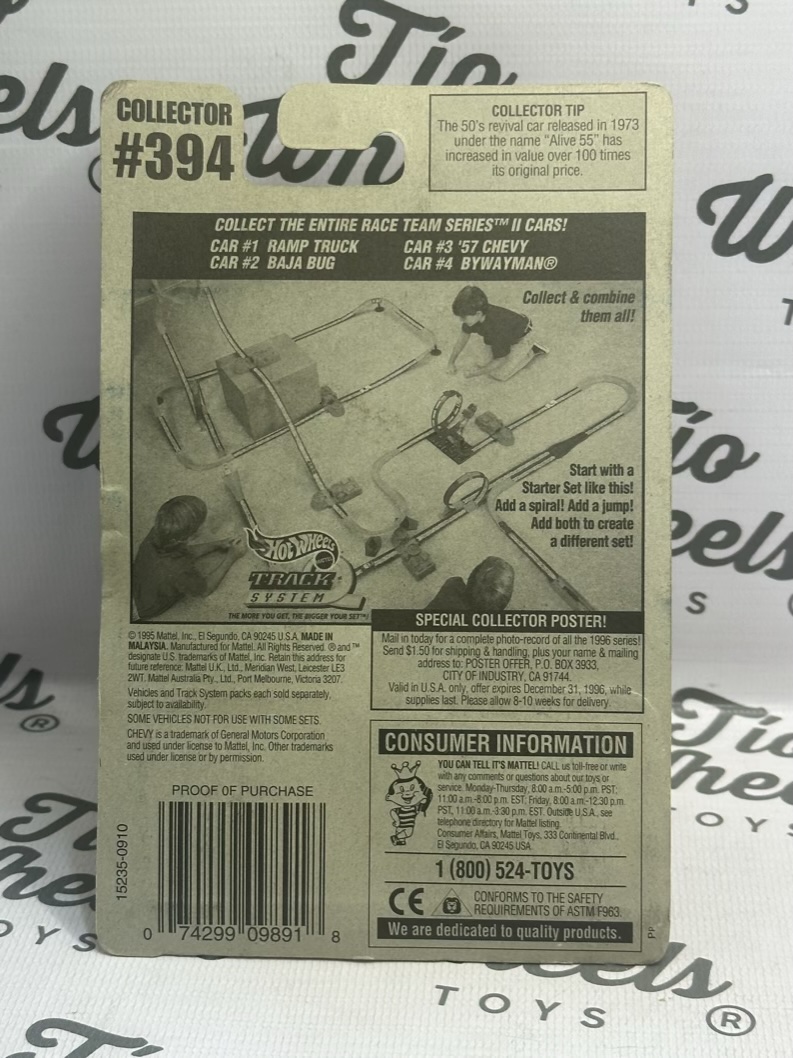 Tío
Wheels
COLLECTOR
#394
COLLECTOR TIP
The 50's revival car released in 1973
under the name "Alive 55" has
increased in value over 100 times
its original price.
COLLECT THE ENTIRE RACE TEAM SERIES™ II CARS!
CAR #1 RAMP TRUCK CAR #3 '57 CHEVY
CAR #2 BAJA BUG CAR #4 BYWAYMAN®
Collect & combine
them all!
Start with a
Starter Set like this!
Add a spiral! Add a jump!
Add both to create
a different set!
HOT WHEELS
TRACK
SYSTEM
THE MORE YOU GET, THE BIGGER YOUR SET™!
© 1995 Mattel, Inc., El Segundo, CA 90245 U.S.A. MADE IN
MALAYSIA. Manufactured for Mattel. All Rights Reserved. ® and ™
designate U.S. trademarks of Mattel, Inc. Retain this address for
future reference: Mattel U.K., Ltd., Meridian West, Leicester LE3
2WT. Mattel Australia Pty., Ltd., Port Melbourne, Victoria 3207.
Vehicles and Track System packs each sold separately,
subject to availability.
SOME VEHICLES NOT FOR USE WITH SOME SETS.
CHEVY is a trademark of General Motors Corporation
and used under license to Mattel, Inc. Other trademarks
used under license or by permission.
SPECIAL COLLECTOR POSTER!
Mail in today for a complete photo-record of all the 1996 series!
Send $1.50 for shipping & handling, plus your name & mailing
address to: POSTER OFFER, P.O. BOX 3933,
CITY OF INDUSTRY, CA 91744.
Valid in U.S.A. only, offer expires December 31, 1996, while
supplies last. Please allow 8-10 weeks for delivery.
PROOF OF PURCHASE
15235-0910
0 74299 09891 8
CONSUMER INFORMATION
YOU CAN TELL IT'S MATTEL! CALL us toll-free or write
with any comments or questions about our toys or
service. Monday-Thursday, 8:00 a.m.-5:00 p.m. PST;
11:00 a.m.-8:00 p.m. EST; Friday, 8:00 a.m.-12:30 p.m.
PST, 11:00 a.m.-3:30 p.m. EST. Outside U.S.A., see
telephone directory for Mattel listing.
Consumer Affairs, Mattel Toys, 333 Continental Blvd.,
El Segundo, CA 90245 USA.
1 (800) 524-TOYS
CE
CONFORMS TO THE SAFETY
REQUIREMENTS OF ASTM F963.
We are dedicated to quality products.
PP
TOYS ®